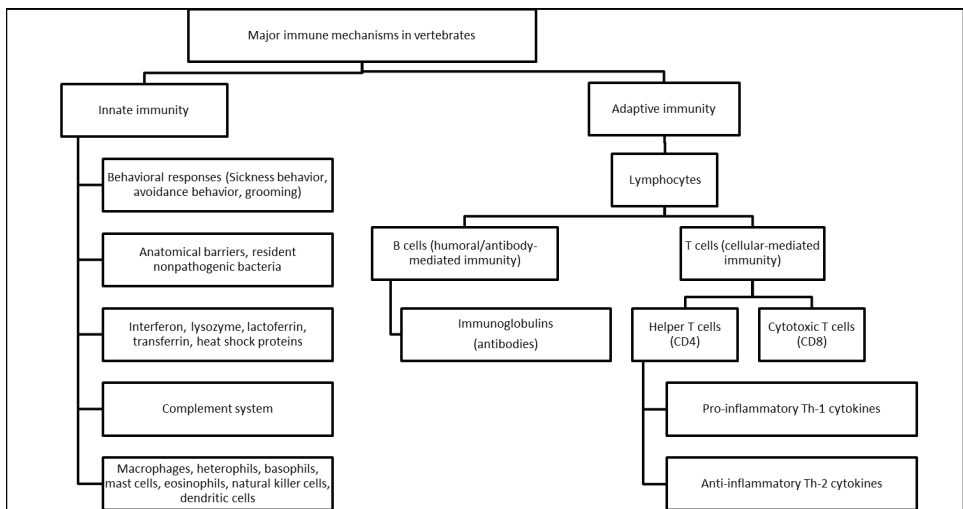 Major immune mechanisms in vertebrates
Innate immunity
Adaptive immunity
Behavioral responses (Sickness behavior,
avoidance behavior, grooming)
Anatomical barriers, resident
nonpathogenic bacteria
Interferon, lysozyme, lactoferrin,
transferrin, heat shock proteins
Complement system
Macrophages, heterophils, basophils,
mast cells, eosinophils, natural killer cells,
dendritic cells
Lymphocytes
B cells (humoral/antibody-
mediated immunity)
T cells (cellular-mediated
immunity)
Immunoglobulins
(antibodies)
Helper T cells
(CD4)
Cytotoxic T cells
(CD8)
Pro-inflammatory Th-1 cytokines
Anti-inflammatory Th-2 cytokines